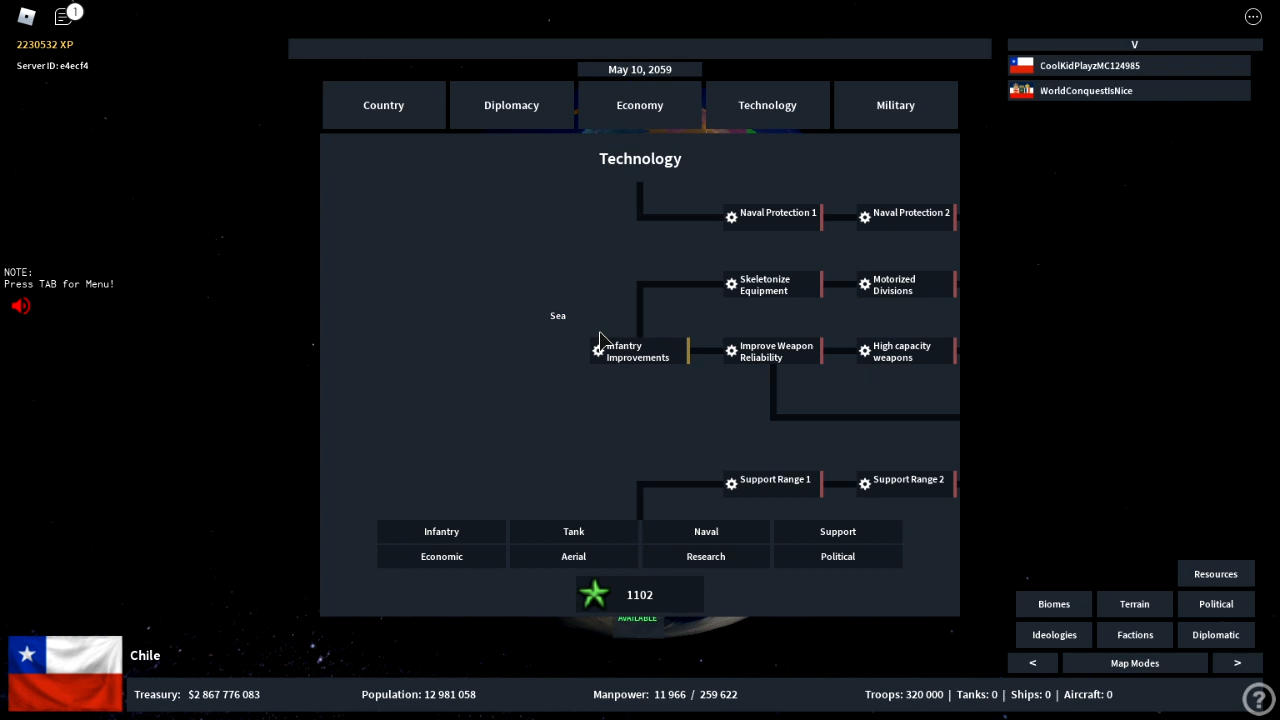 1
2230532 XP
Server ID: e4ecf4
V
CoolKidPlayzMC124985
WorldConquestIsNice
May 10, 2059
Country
Diplomacy
Economy
Technology
Military
Technology
Naval Protection 1
Naval Protection 2
NOTE:
Press TAB for Menu!
Skeletonize
Equipment
Motorized
Divisions
Sea
Infantry
Improvements
Improve Weapon
Reliability
High capacity
weapons
Support Range 1
Support Range 2
Infantry
Tank
Naval
Support
Economic
Aerial
Research
Political
1102
AVAILABLE
Resources
Biomes
Terrain
Political
Ideologies
Factions
Diplomatic
<
Map Modes
>
Chile
Treasury: $2 867 776 083
Population: 12 981 058
Manpower: 11 966 / 259 622
Troops: 320 000 | Tanks: 0 | Ships: 0 | Aircraft: 0
?